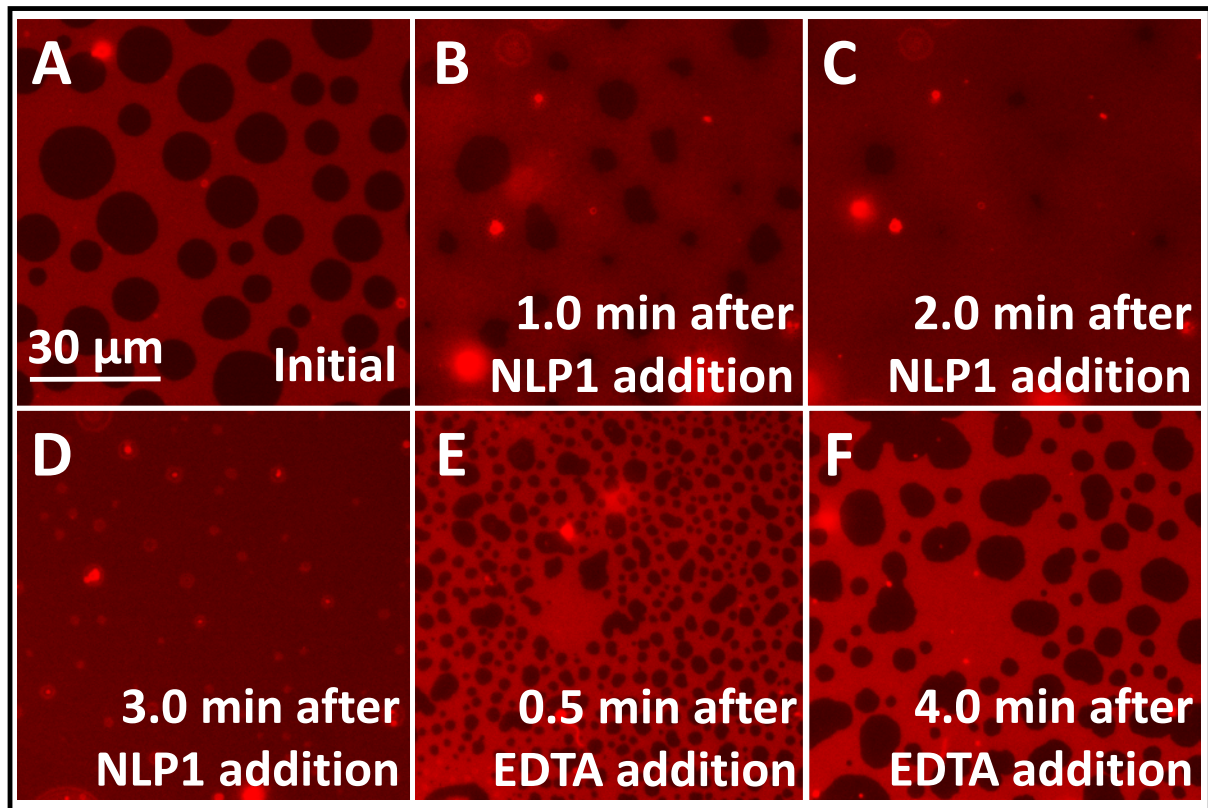 A
30 μm
Initial
B
1.0 min after
NLP1 addition
C
2.0 min after
NLP1 addition
D
3.0 min after
NLP1 addition
E
0.5 min after
EDTA addition
F
4.0 min after
EDTA addition